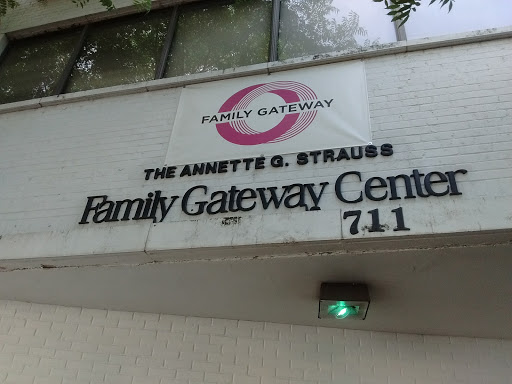 FAMILY GATEWAY
THE ANNETTE G. STRAUSS
Family Gateway Center
711